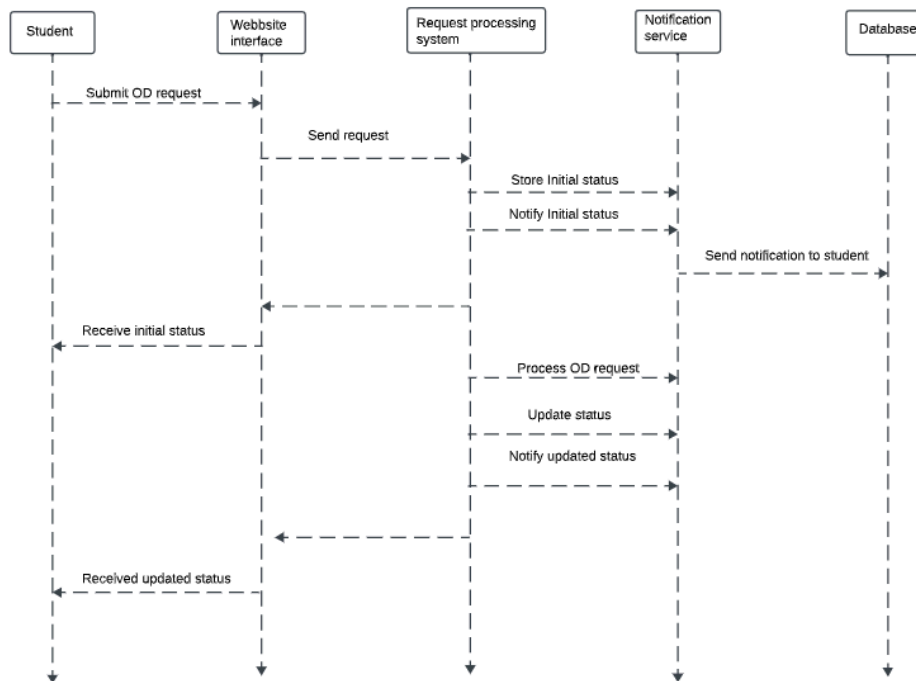 Student
Webbsite
interface
Request processing
system
Notification
service
Database
Submit OD request
Send request
Store Initial status
Notify Initial status
Send notification to student
Receive initial status
Process OD request
Update status
Notify updated status
Received updated status